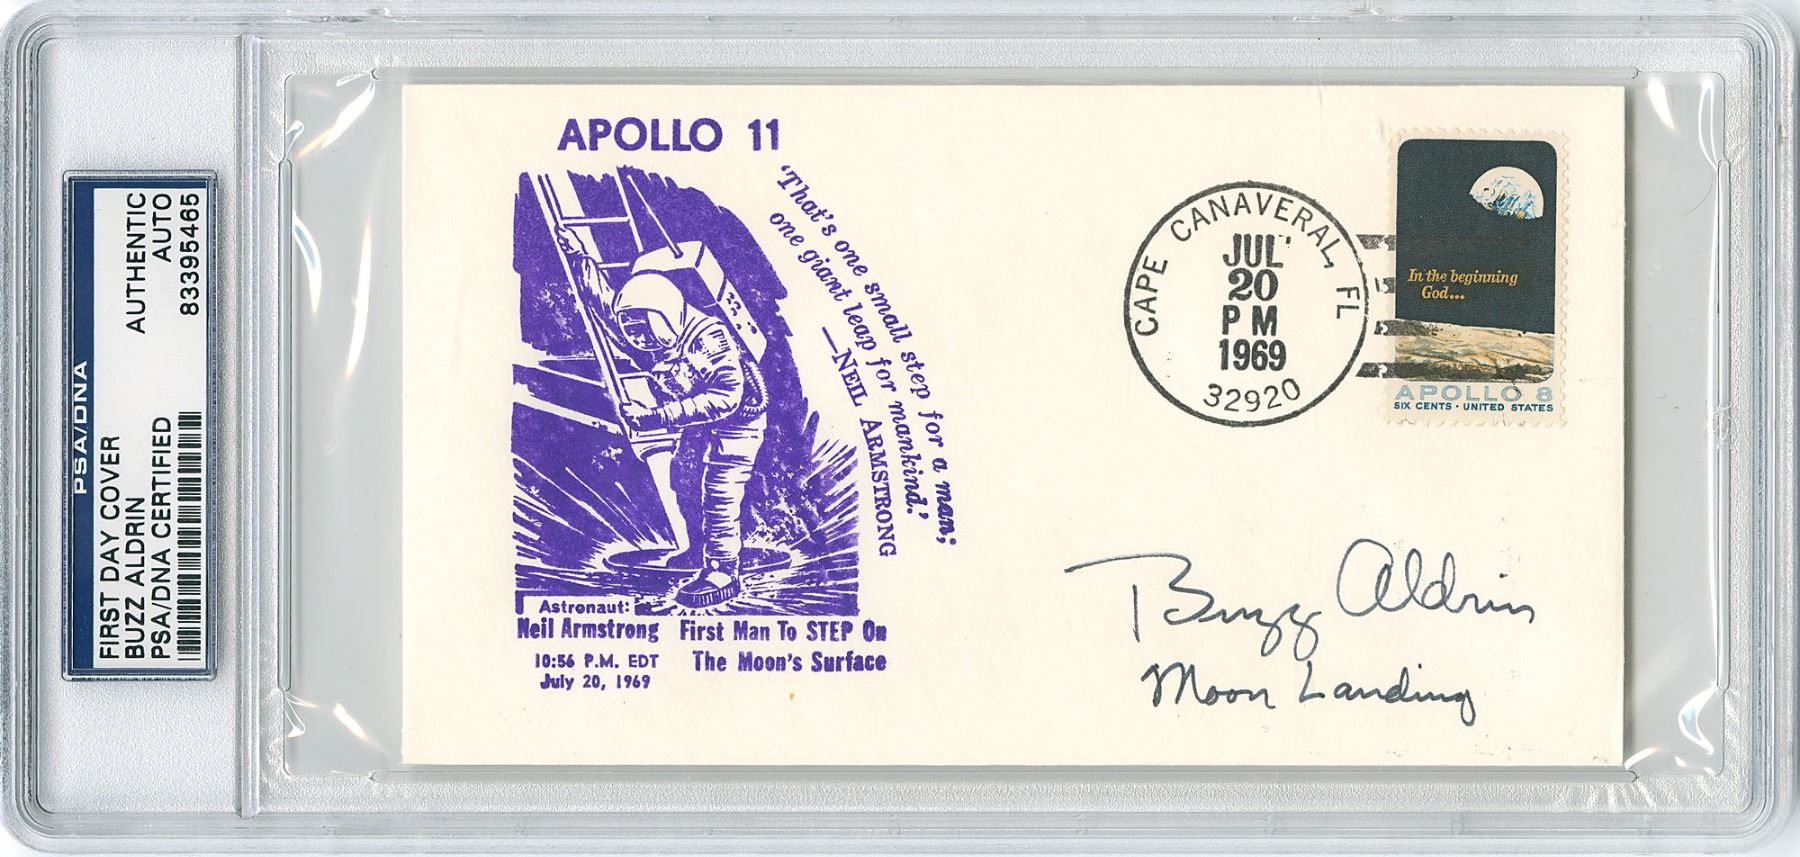 PSA/DNA
FIRST DAY COVER
BUZZ ALDRIN
PSA/DNA CERTIFIED
AUTHENTIC
AUTO
83395465
APOLLO 11
'That's one small step for a man;
one giant leap for mankind.'
—NEIL ARMSTRONG
Astronaut:
Neil Armstrong
10:56 P.M. EDT
July 20, 1969
First Man To STEP On
The Moon's Surface
CAPE CANAVERAL, FL
JUL
20
PM
1969
32920
In the beginning
God...
APOLLO 8
SIX CENTS · UNITED STATES
Buzz Aldrin
Moon Landing